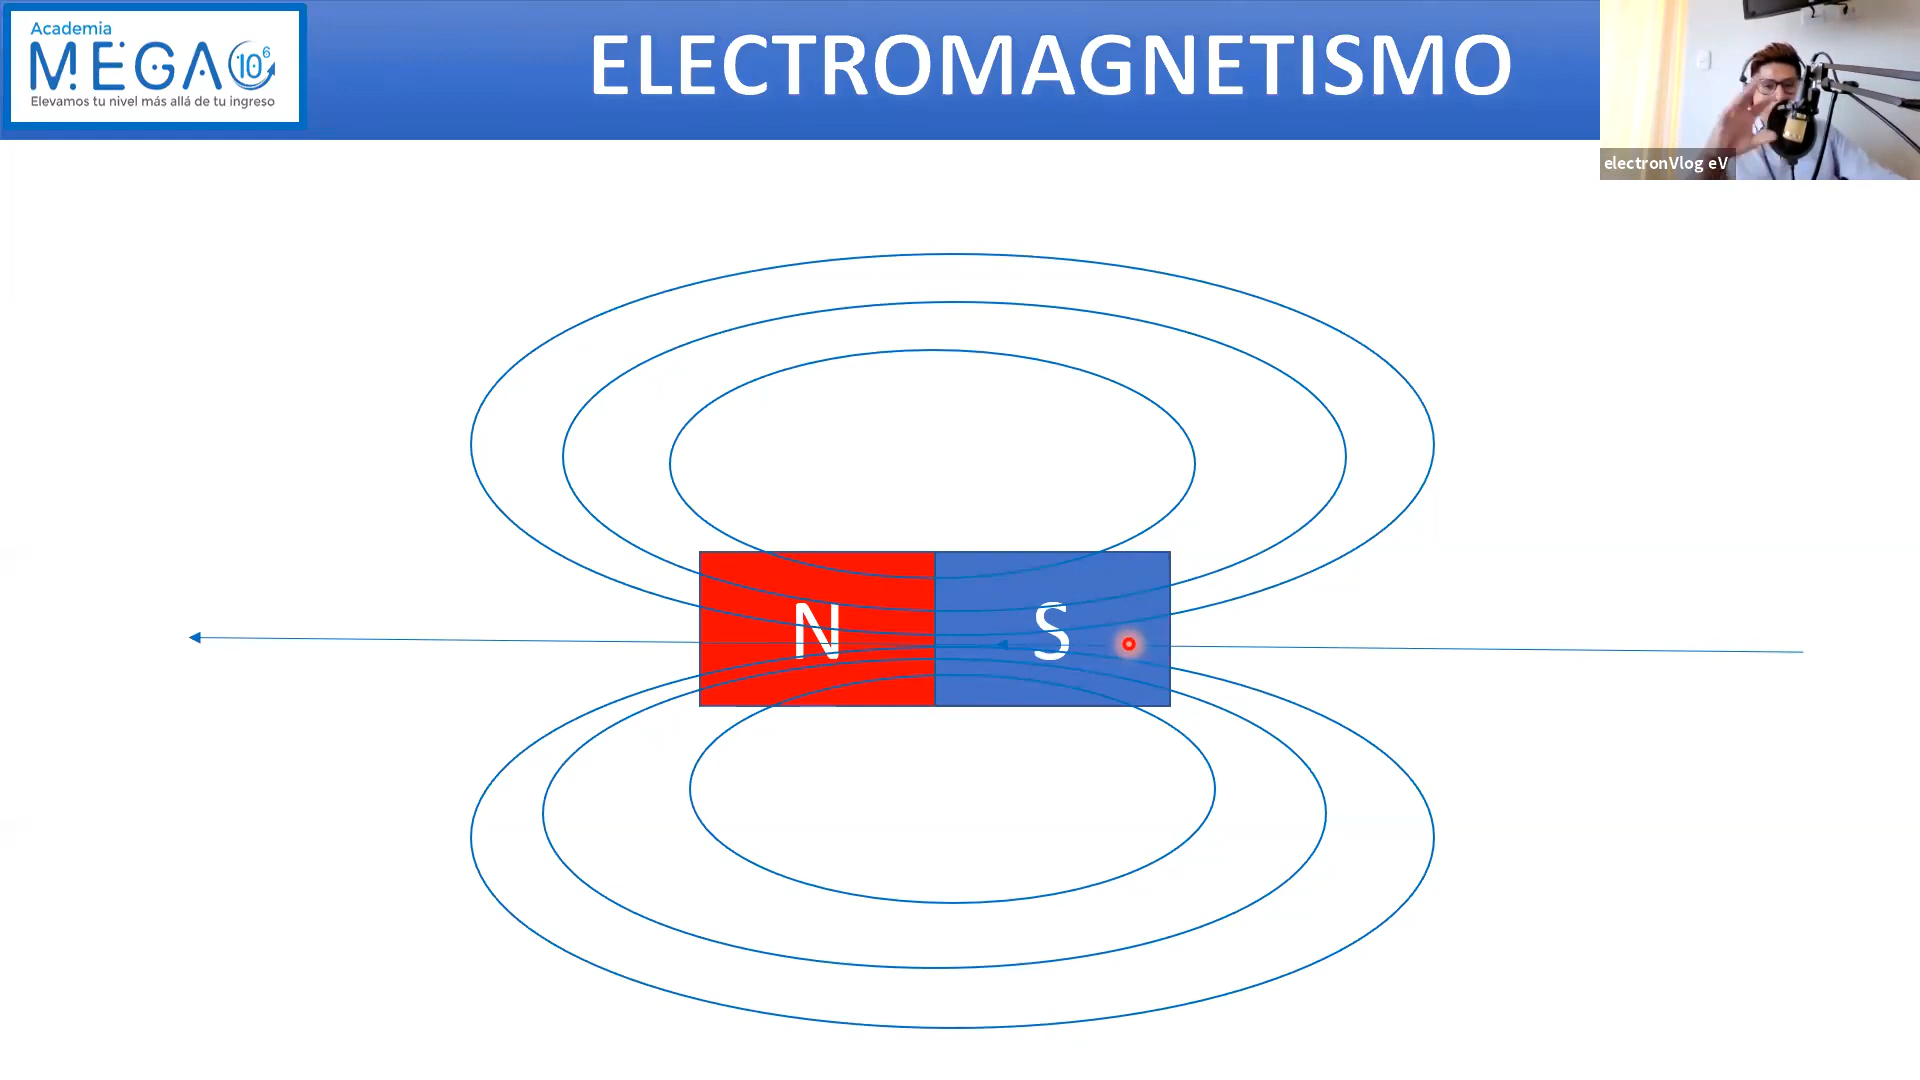 Academia
MEGA 10⁶
Elevamos tu nivel más allá de tu ingreso
ELECTROMAGNETISMO
electronVlog eV
N S